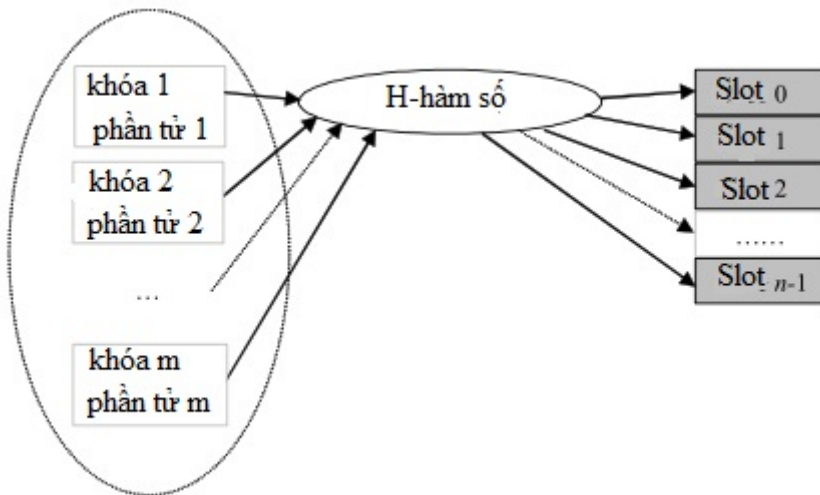 khóa 1
phần tử 1
khóa 2
phần tử 2
...
khóa m
phần tử m
H-hàm số
Slot 0
Slot 1
Slot 2
......
Slot n-1